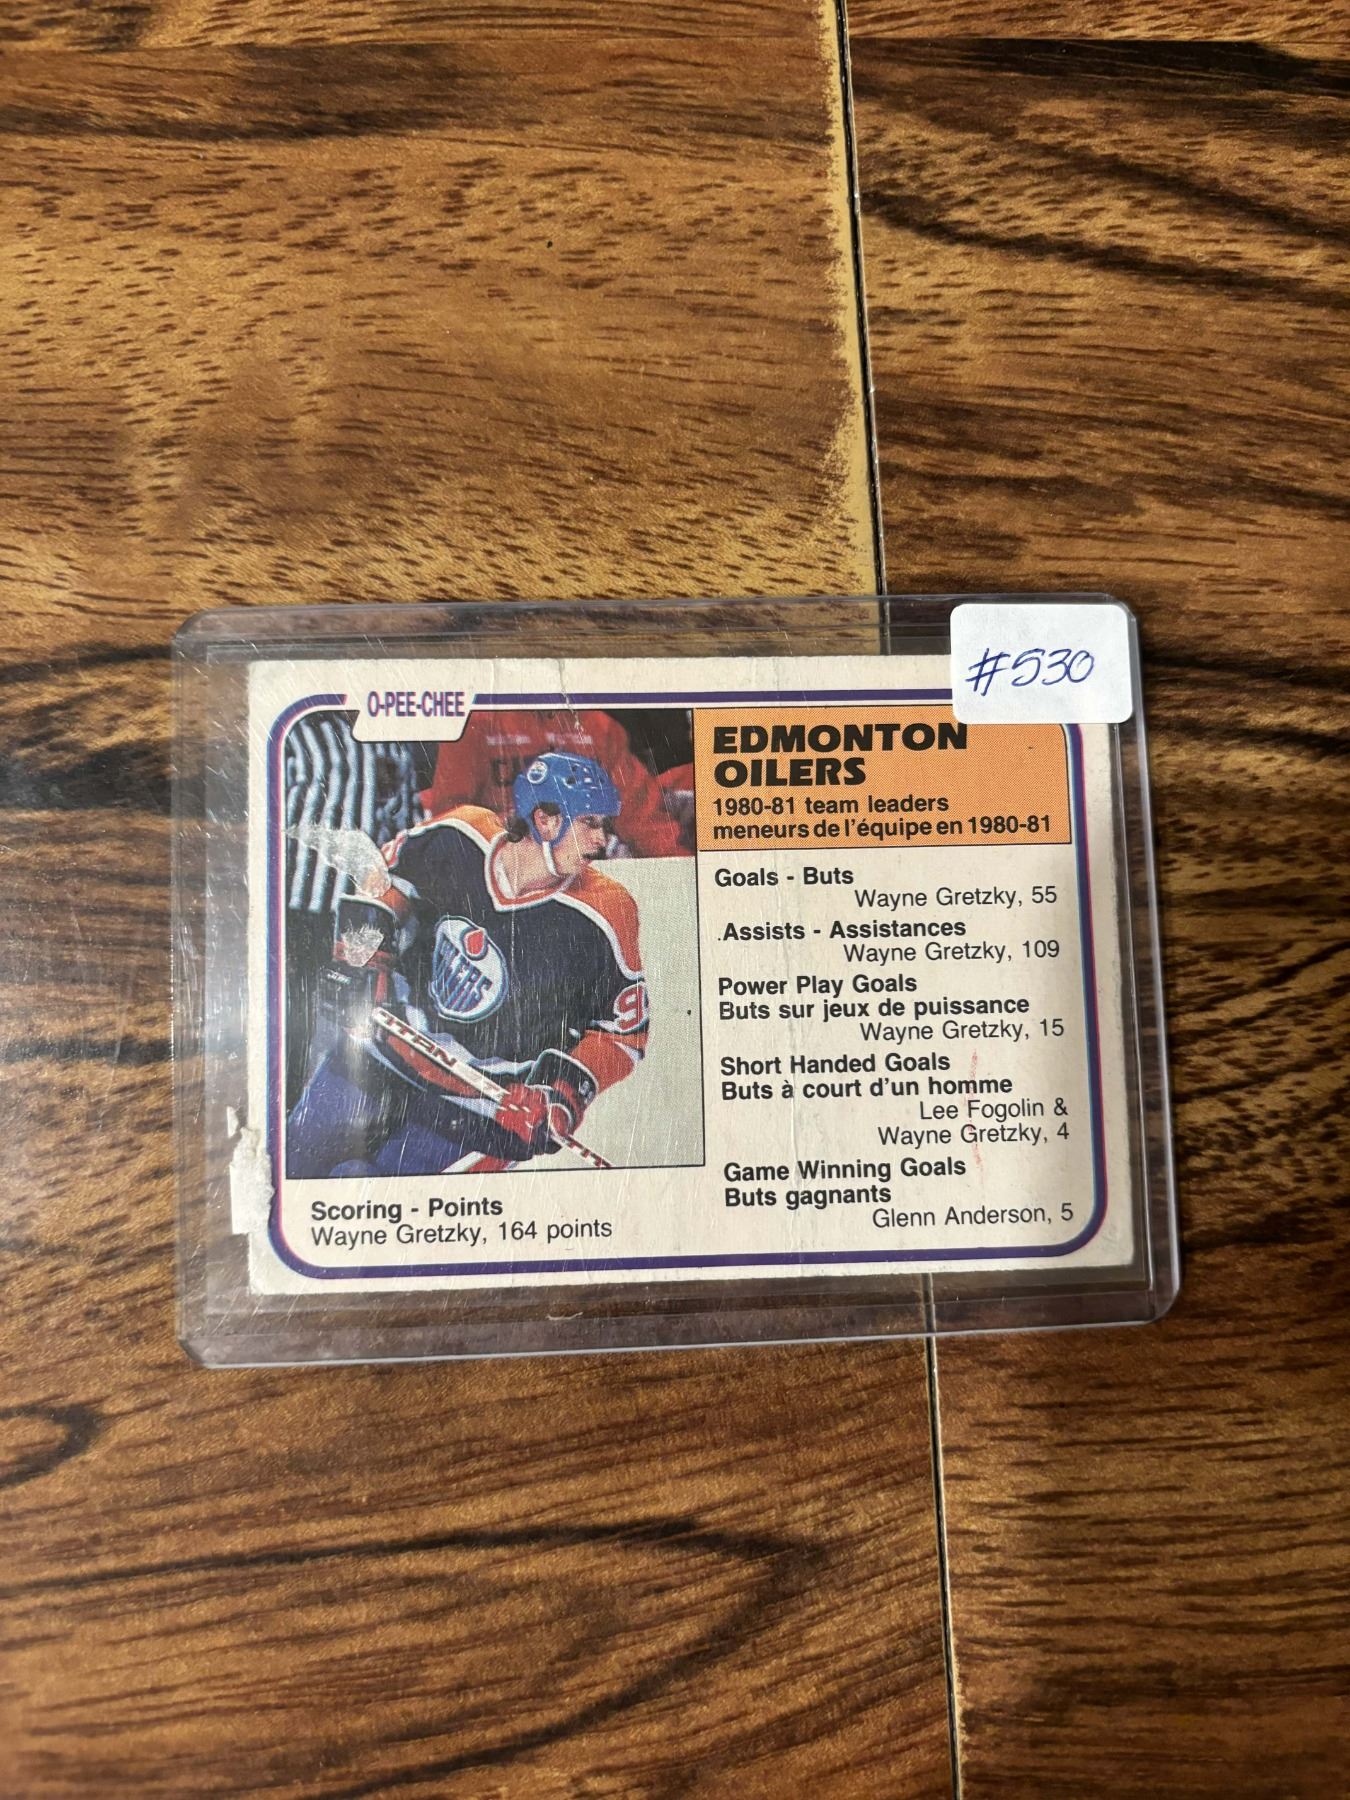 #530
O-PEE-CHEE
EDMONTON
OILERS
1980-81 team leaders
meneurs de l'équipe en 1980-81
Goals - Buts
Wayne Gretzky, 55
Assists - Assistances
Wayne Gretzky, 109
Power Play Goals
Buts sur jeux de puissance
Wayne Gretzky, 15
Short Handed Goals
Buts à court d'un homme
Lee Fogolin &
Wayne Gretzky, 4
Game Winning Goals
Buts gagnants
Glenn Anderson, 5
OILERS
9
TITAN
Scoring - Points
Wayne Gretzky, 164 points